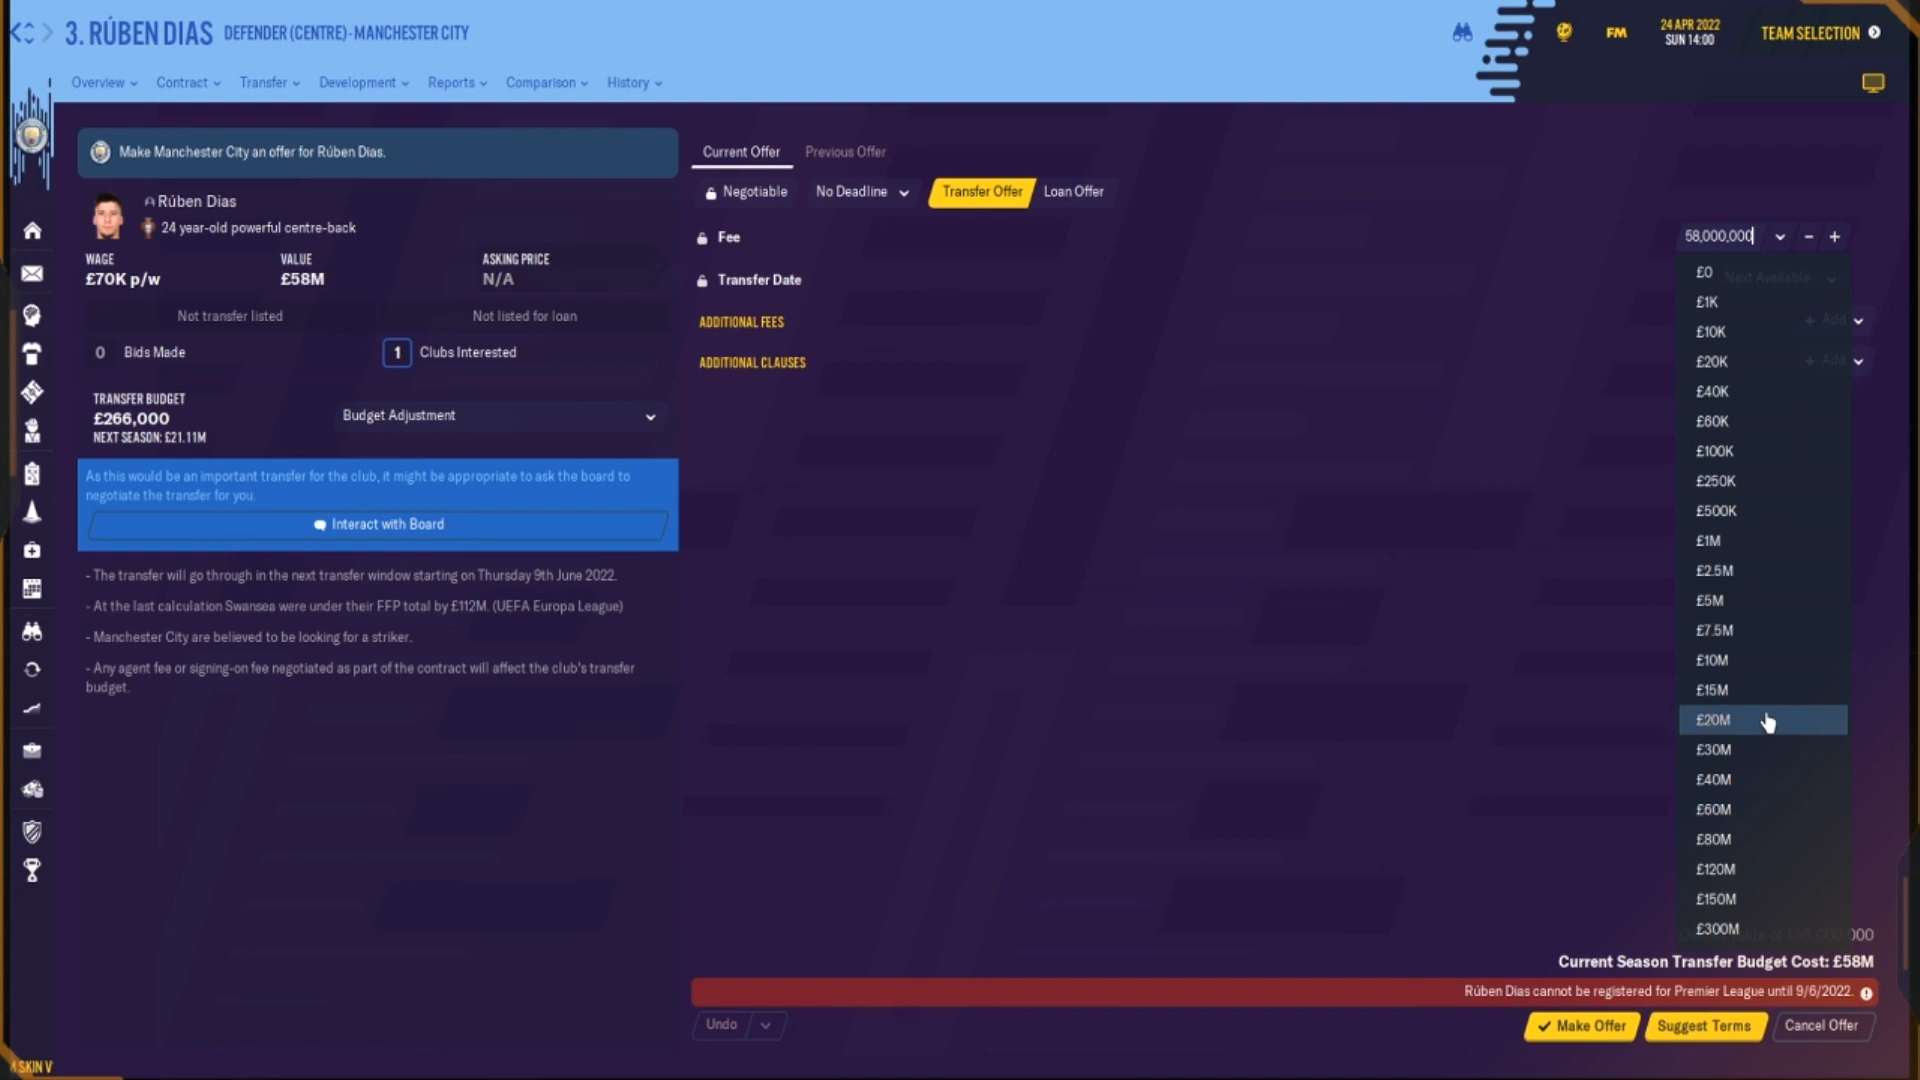 3. RÚBEN DIAS DEFENDER (CENTRE) - MANCHESTER CITY
FM
24 APR 2022
SUN 14:00
TEAM SELECTION
Overview Contract Transfer Development Reports Comparison History
Make Manchester City an offer for Rúben Dias.
Rúben Dias
24 year-old powerful centre-back
WAGE VALUE ASKING PRICE
£70K p/w £58M N/A
Not transfer listed Not listed for loan
0 Bids Made 1 Clubs Interested
TRANSFER BUDGET
£266,000
NEXT SEASON: £21.11M
Budget Adjustment
As this would be an important transfer for the club, it might be appropriate to ask the board to
negotiate the transfer for you.
Interact with Board
- The transfer will go through in the next transfer window starting on Thursday 9th June 2022.
- At the last calculation Swansea were under their FFP total by £112M. (UEFA Europa League)
- Manchester City are believed to be looking for a striker.
- Any agent fee or signing-on fee negotiated as part of the contract will affect the club's transfer
budget.
Current Offer Previous Offer
Negotiable No Deadline Transfer Offer Loan Offer
Fee 58,000,000 - +
Transfer Date Next Available
ADDITIONAL FEES + Add
ADDITIONAL CLAUSES + Add
£0
£1K
£10K
£20K
£40K
£60K
£100K
£250K
£500K
£1M
£2.5M
£5M
£7.5M
£10M
£15M
£20M
£30M
£40M
£60M
£80M
£120M
£150M
£300M
Current Season Transfer Budget Cost: £58M
Rúben Dias cannot be registered for Premier League until 9/6/2022.
Undo Make Offer Suggest Terms Cancel Offer
SKIN V